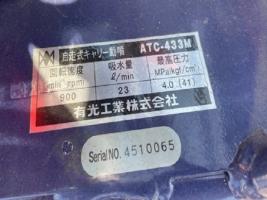 自走式キャリー動噴 ATC-433M
回転速度 吸水量 最高圧力
min⁻¹{rpm} ℓ/min MPa{kgf/cm²}
900 23 4.0 (41)
有光工業株式会社
Serial NO. 4510065